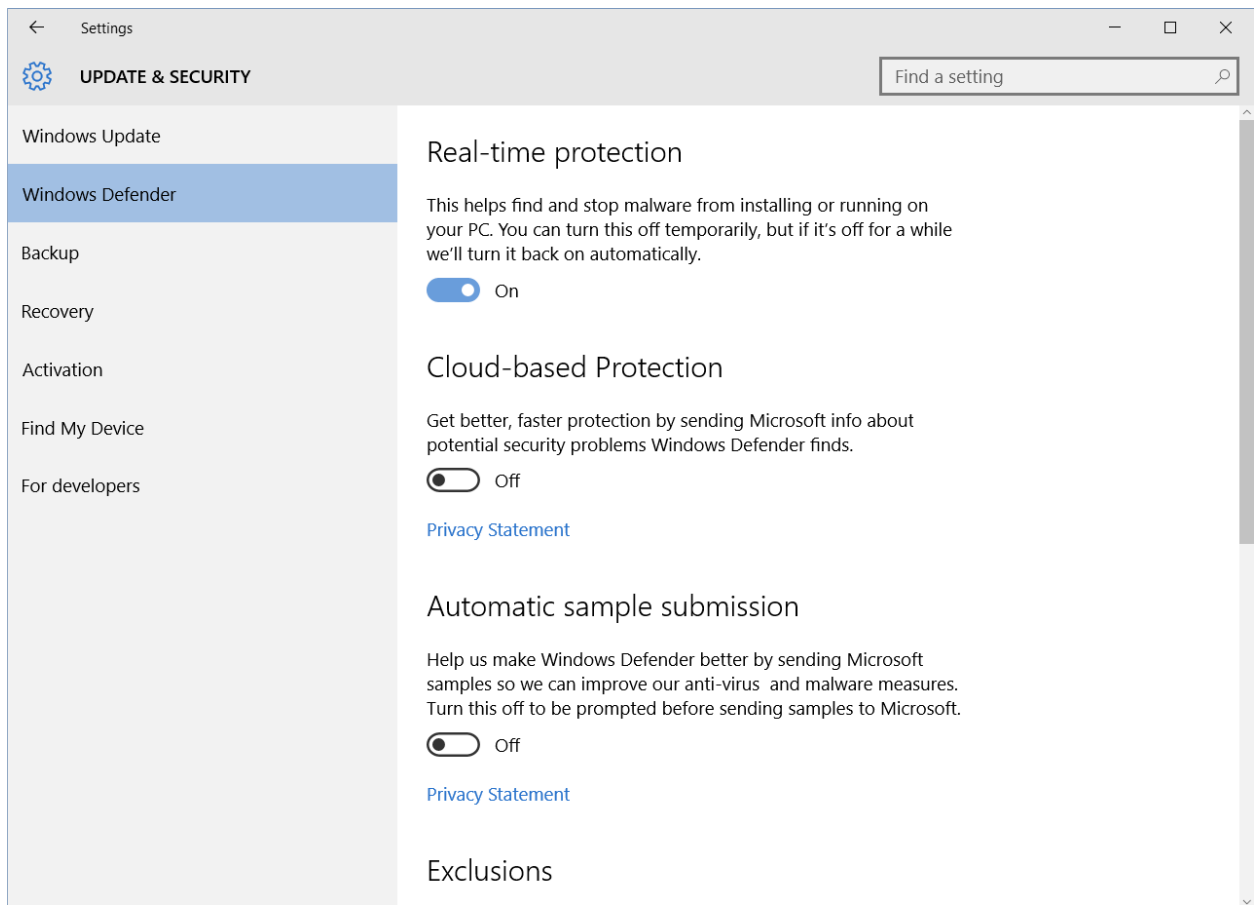 Settings
UPDATE & SECURITY
Find a setting
Windows Update
Windows Defender
Backup
Recovery
Activation
Find My Device
For developers
Real-time protection
This helps find and stop malware from installing or running on
your PC. You can turn this off temporarily, but if it's off for a while
we'll turn it back on automatically.
On
Cloud-based Protection
Get better, faster protection by sending Microsoft info about
potential security problems Windows Defender finds.
Off
Privacy Statement
Automatic sample submission
Help us make Windows Defender better by sending Microsoft
samples so we can improve our anti-virus  and malware measures.
Turn this off to be prompted before sending samples to Microsoft.
Off
Privacy Statement
Exclusions